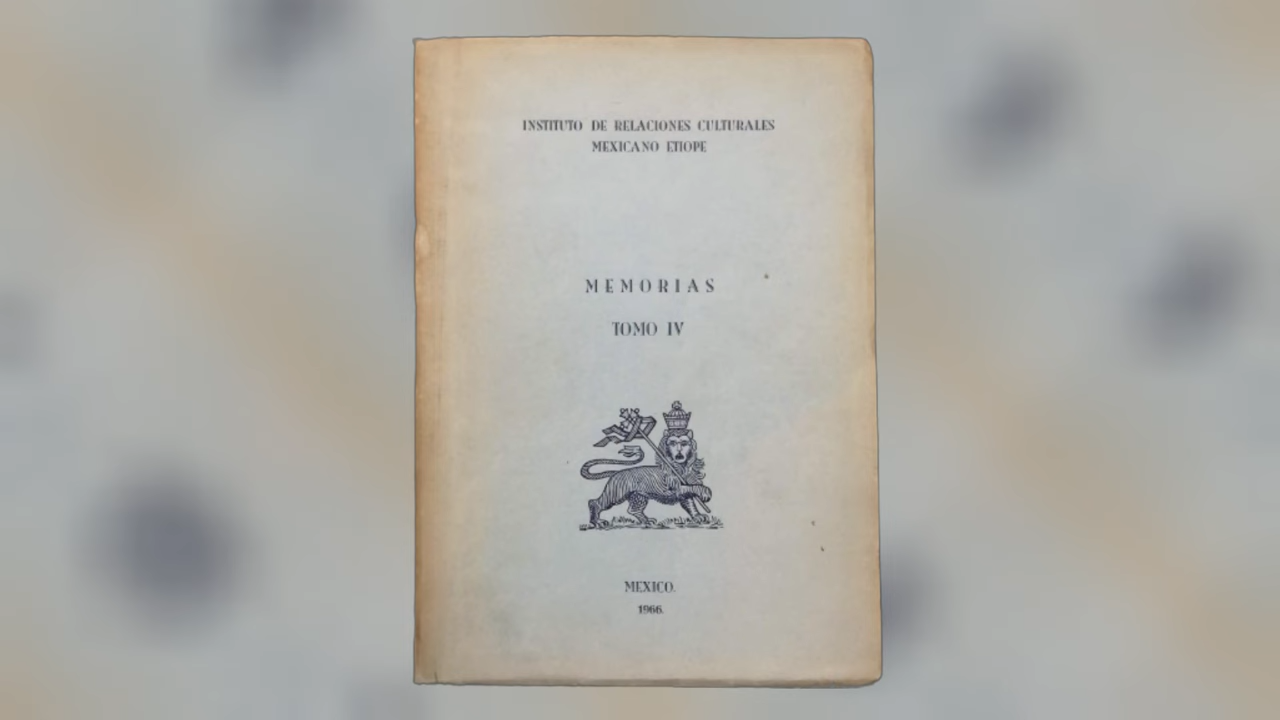 INSTITUTO DE RELACIONES CULTURALES
MEXICANO ETIOPE
MEMORIAS
TOMO IV
MEXICO.
1966.